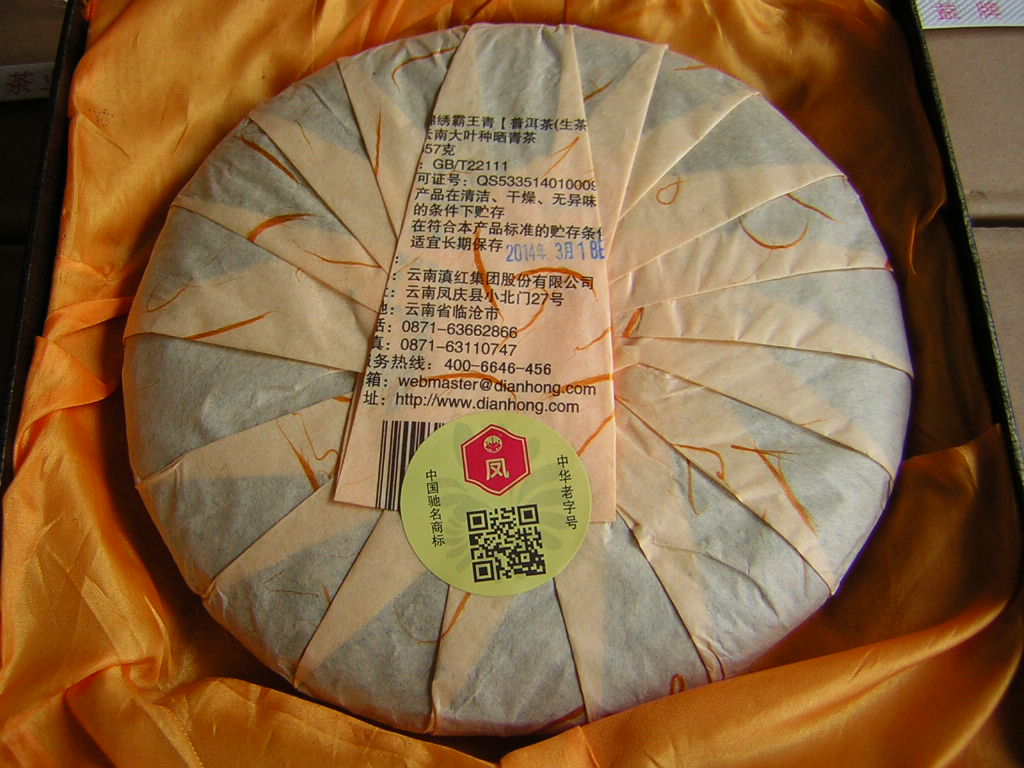 绣霸王青【普洱茶(生茶
云南大叶种晒青茶
57克
: GB/T22111
可证号: QS533514010009
产品在清洁、干燥、无异味
的条件下贮存
在符合本产品标准的贮存条件
适宜长期保存 2014年 3月18日
:
: 云南滇红集团股份有限公司
: 云南凤庆县小北门27号
: 云南省临沧市
话: 0871-63662866
真: 0871-63110747
服务热线: 400-6646-456
箱: webmaster@dianhong.com
址: http://www.dianhong.com
凤
中国驰名商标
中华老字号
茶